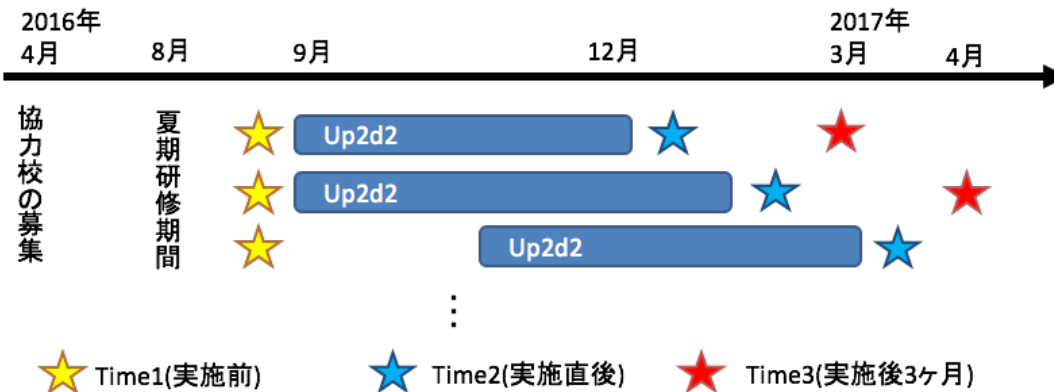 2016年
4月
8月
9月
12月
2017年
3月
4月
協力校の募集
夏期研修期間
Up2d2
Up2d2
Up2d2
⋮
Time1(実施前)
Time2(実施直後)
Time3(実施後3ヶ月)